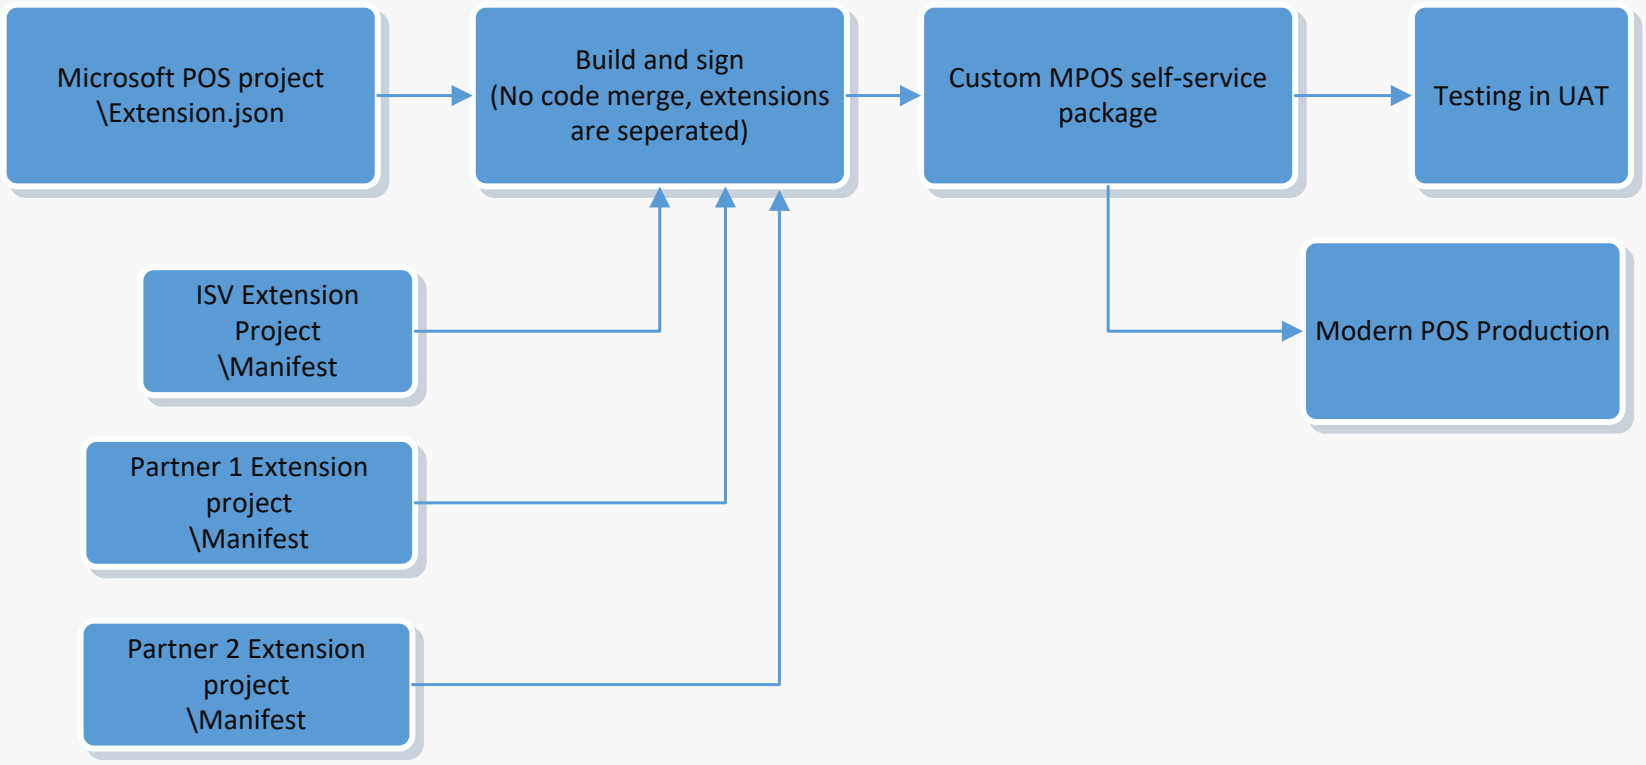 Microsoft POS project
\Extension.json
Build and sign
(No code merge, extensions
are seperated)
Custom MPOS self-service
package
Testing in UAT
ISV Extension
Project
\Manifest
Modern POS Production
Partner 1 Extension
project
\Manifest
Partner 2 Extension
project
\Manifest